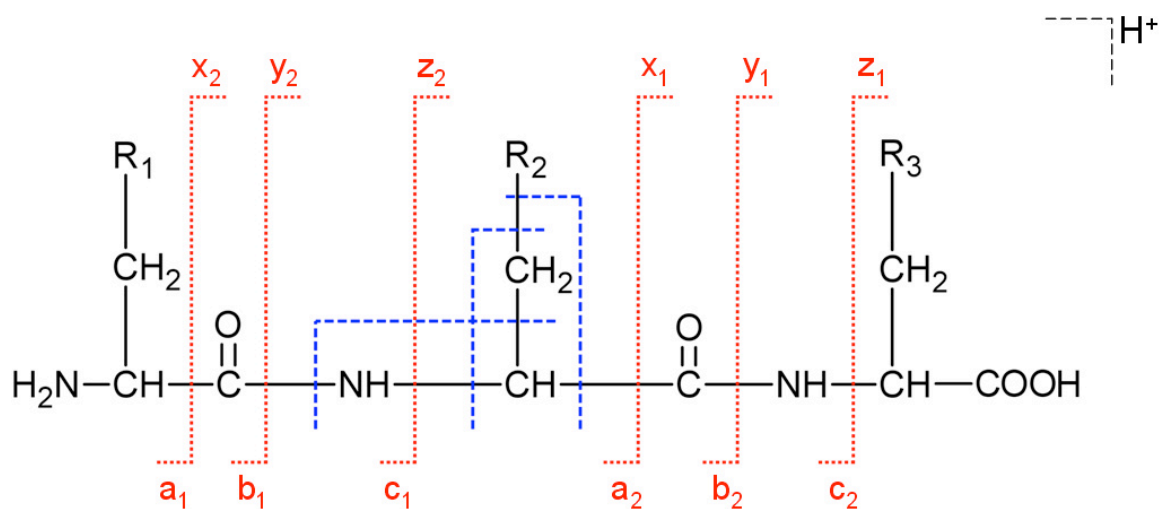 H⁺
x₂ y₂ z₂ x₁ y₁ z₁
R₁ R₂ R₃
CH₂ CH₂ CH₂
O O
H₂N CH C NH CH C NH CH COOH
a₁ b₁ c₁ a₂ b₂ c₂